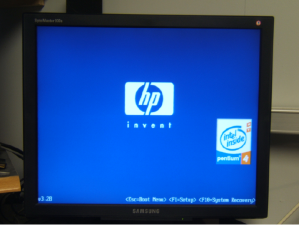 hp
invent
intel
inside
pentium 4
v3.20
<Esc=Boot Menu> <F1=Setup> <F10=System Recovery>
SAMSUNG